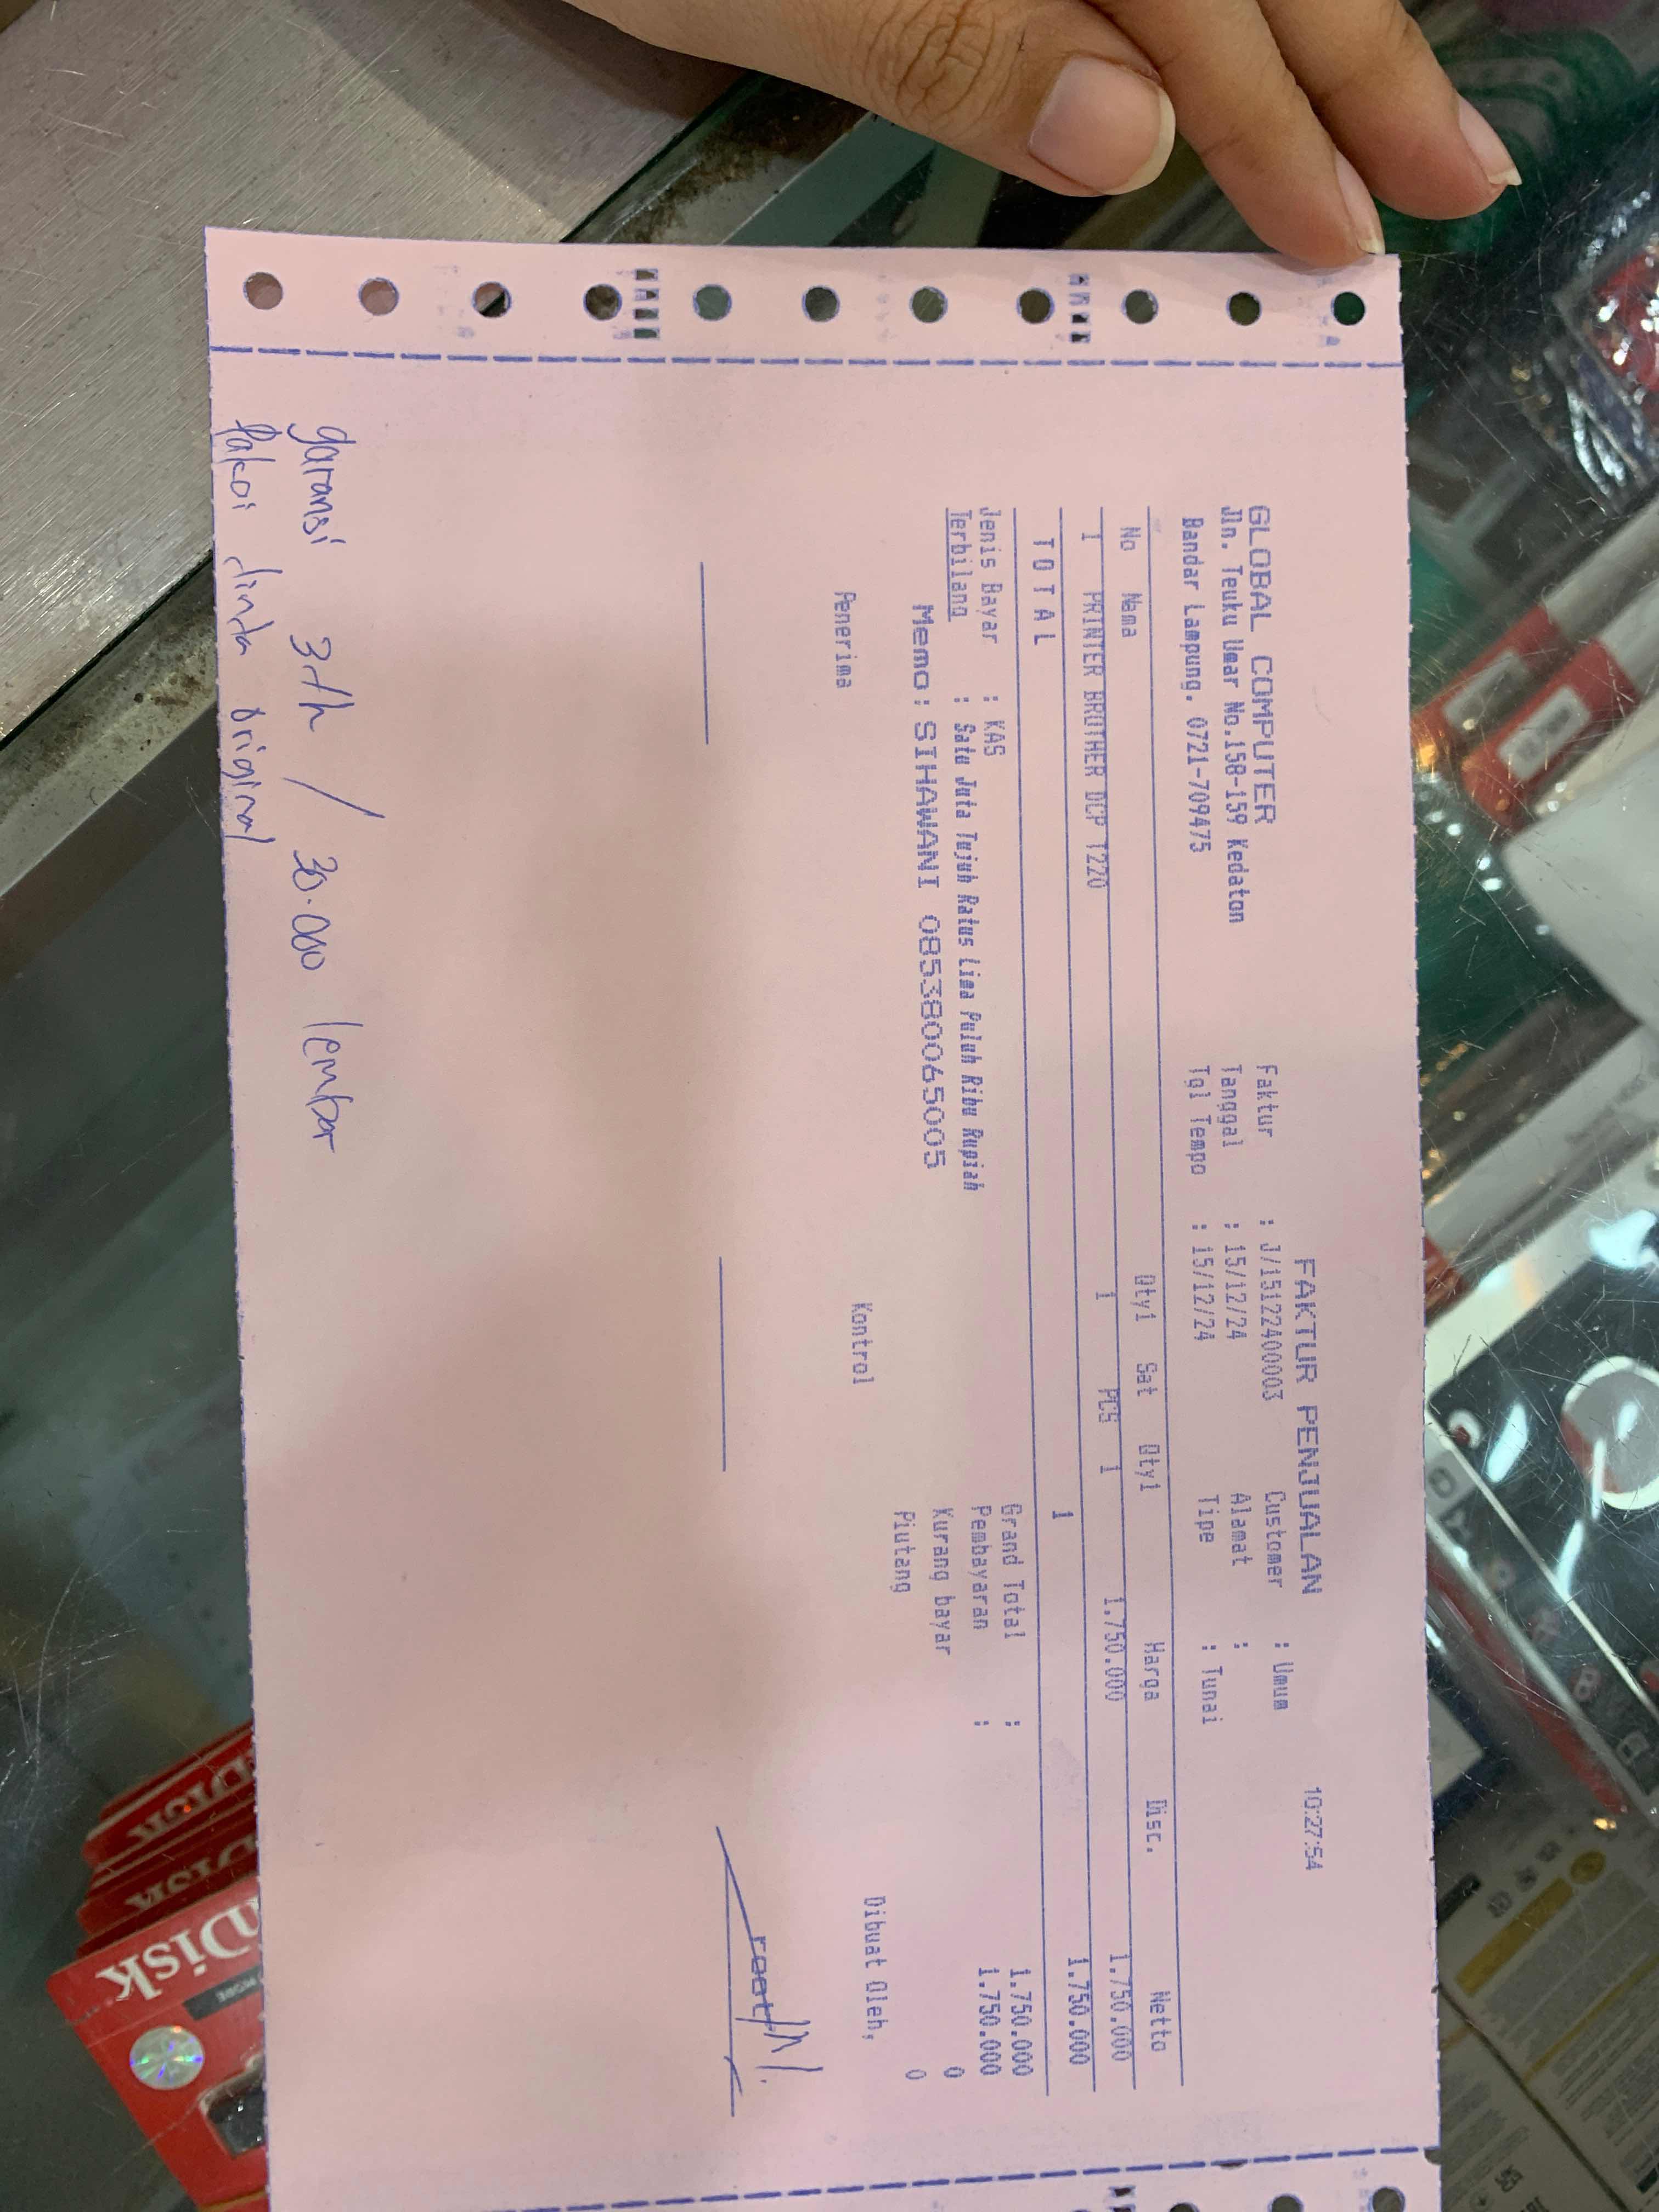 FAKTUR PENJUALAN 10:27:54
GLOBAL COMPUTER
Jln. Teuku Umar No.158-159 Kedaton
Bandar Lampung. 0721-709475
Faktur : J/151222400003
Tanggal : 15/12/24
Tgl Tempo : 15/12/24
Customer : Umum
Alamat :
Tipe : Tunai
No Nama Qty1 Sat Qty1 Harga Disc. Netto
1 PRINTER BROTHER DCP T220 1 PCS 1 1.750.000 1.750.000
T O T A L 1 1.750.000
Jenis Bayar : KAS
Terbilang : Satu Juta Tujuh Ratus Lima Puluh Ribu Rupiah
Memo : SIHAWANI 085380065005
Grand Total : 1.750.000
Pembayaran : 1.750.000
Kurang bayar 0
Piutang 0
Penerima Kontrol Dibuat Oleh,
garansi 3th / 30.000 lembar
pakai tinta original
SanDisk